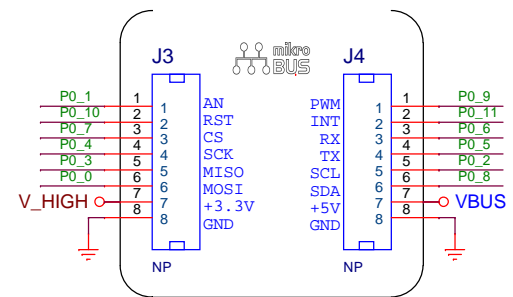 J3 mikro J4
BUS
P0_1 1 1 AN PWM 1 1 P0_9
P0_10 2 2 RST INT 2 2 P0_11
P0_7 3 3 CS RX 3 3 P0_6
P0_4 4 4 SCK TX 4 4 P0_5
P0_3 5 5 MISO SCL 5 5 P0_2
P0_0 6 6 MOSI SDA 6 6 P0_8
V_HIGH 7 7 +3.3V +5V 7 7 VBUS
8 8 GND GND 8 8
NP NP